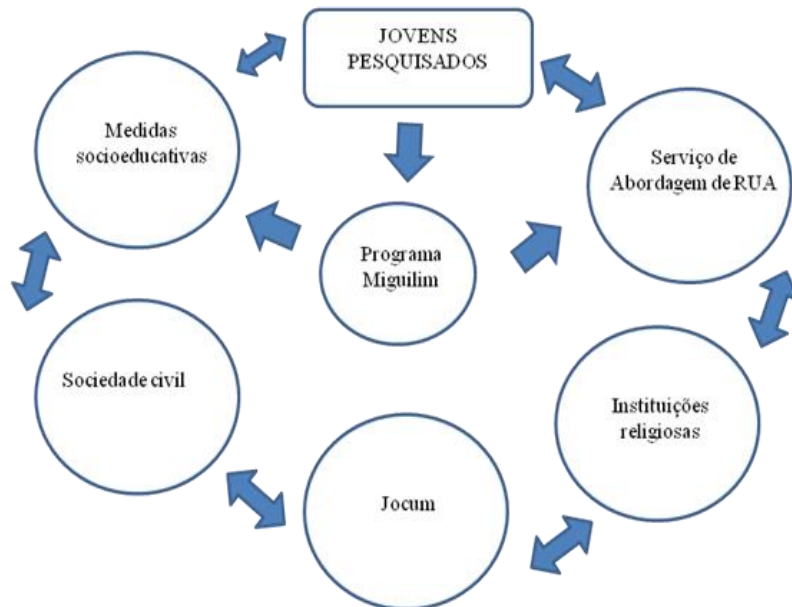 JOVENS
PESQUISADOS
Medidas
socioeducativas
Serviço de
Abordagem de RUA
Programa
Miguilim
Sociedade civil
Instituições
religiosas
Jocum